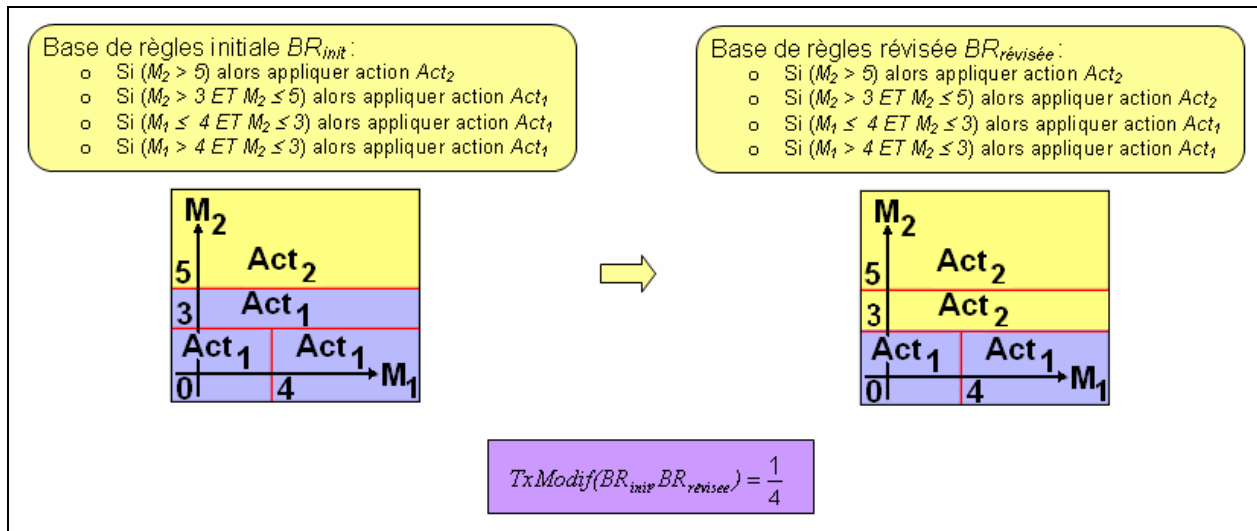 Base de règles initiale BRinit :
o Si (M2 > 5) alors appliquer action Act2
o Si (M2 > 3 ET M2 ≤ 5) alors appliquer action Act1
o Si (M1 ≤ 4 ET M2 ≤ 3) alors appliquer action Act1
o Si (M1 > 4 ET M2 ≤ 3) alors appliquer action Act1
Base de règles révisée BRrévisée :
o Si (M2 > 5) alors appliquer action Act2
o Si (M2 > 3 ET M2 ≤ 5) alors appliquer action Act2
o Si (M1 ≤ 4 ET M2 ≤ 3) alors appliquer action Act1
o Si (M1 > 4 ET M2 ≤ 3) alors appliquer action Act1
M2
5 Act2
3 Act1
Act1 Act1
M1
0 4
M2
5 Act2
3 Act2
Act1 Act1
M1
0 4
TxModif(BRinit, BRrévisée) = 1/4